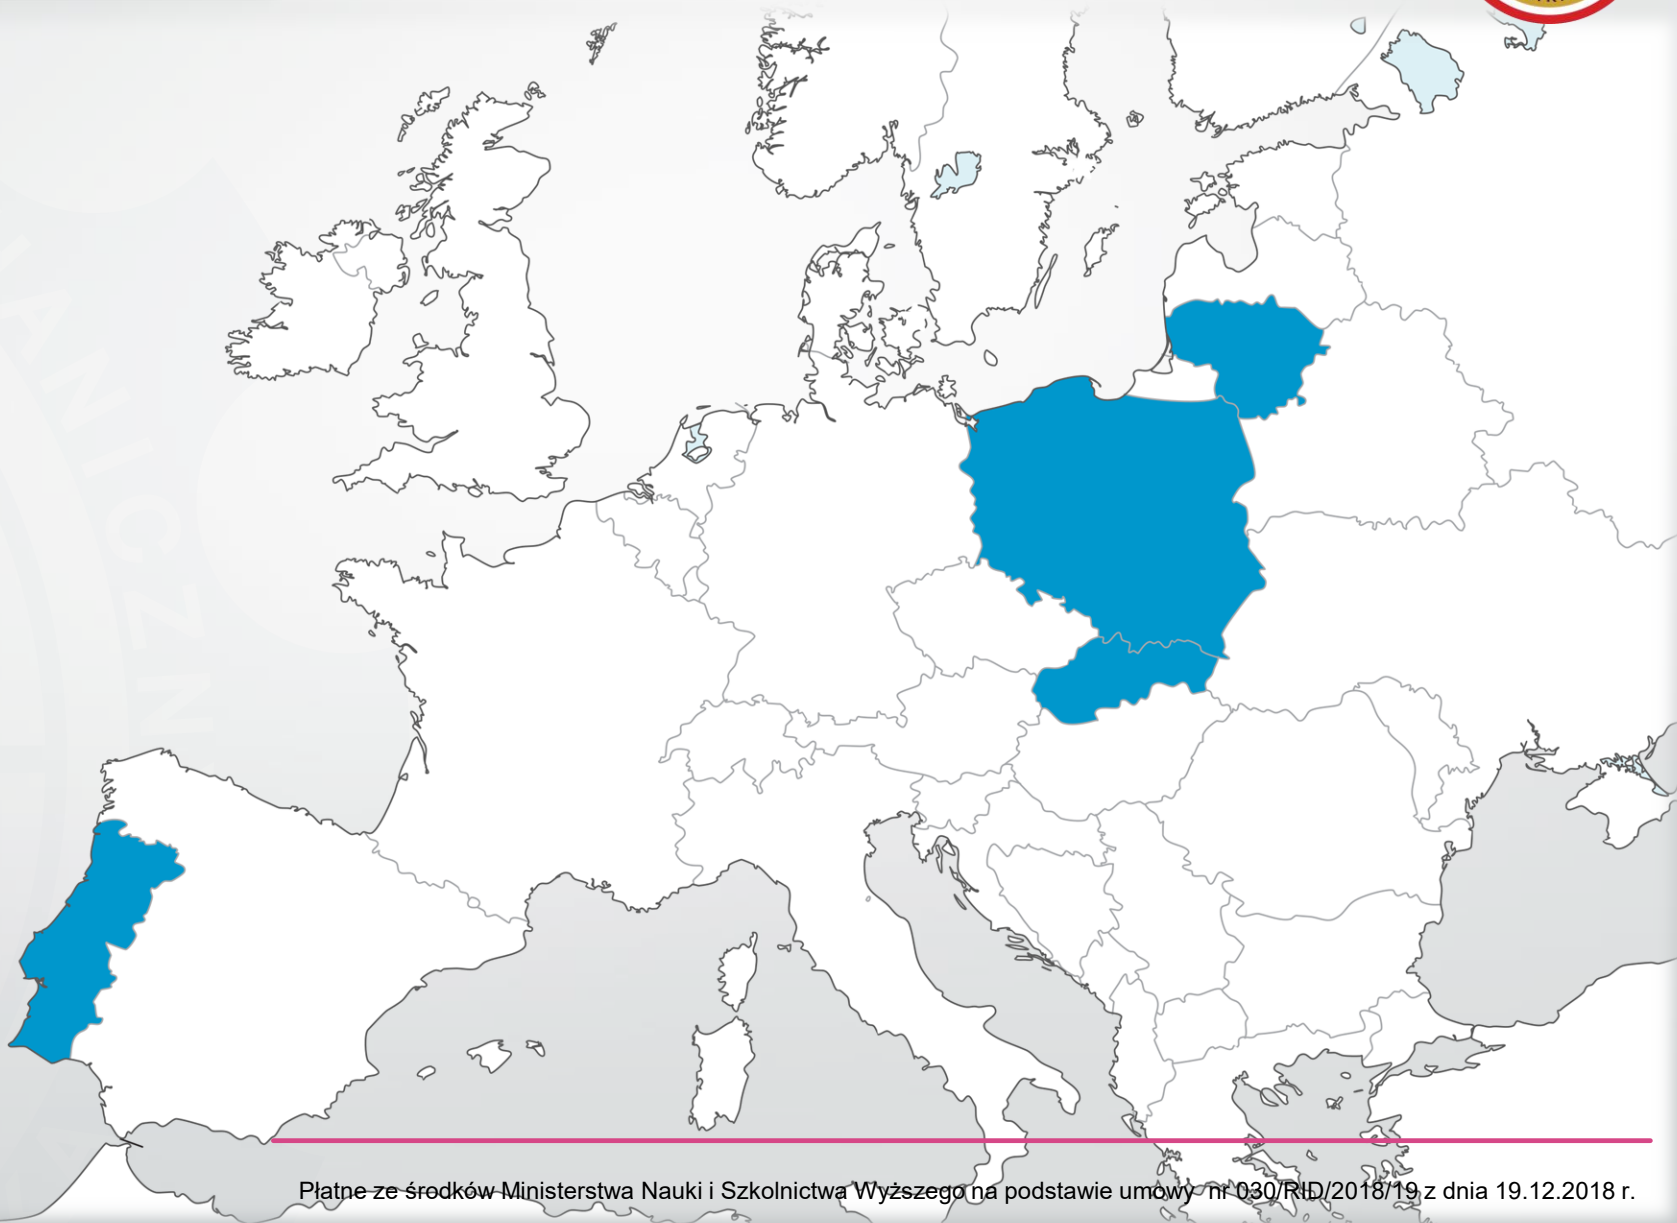 Płatne ze środków Ministerstwa Nauki i Szkolnictwa Wyższego na podstawie umowy nr 030/RID/2018/19 z dnia 19.12.2018 r.